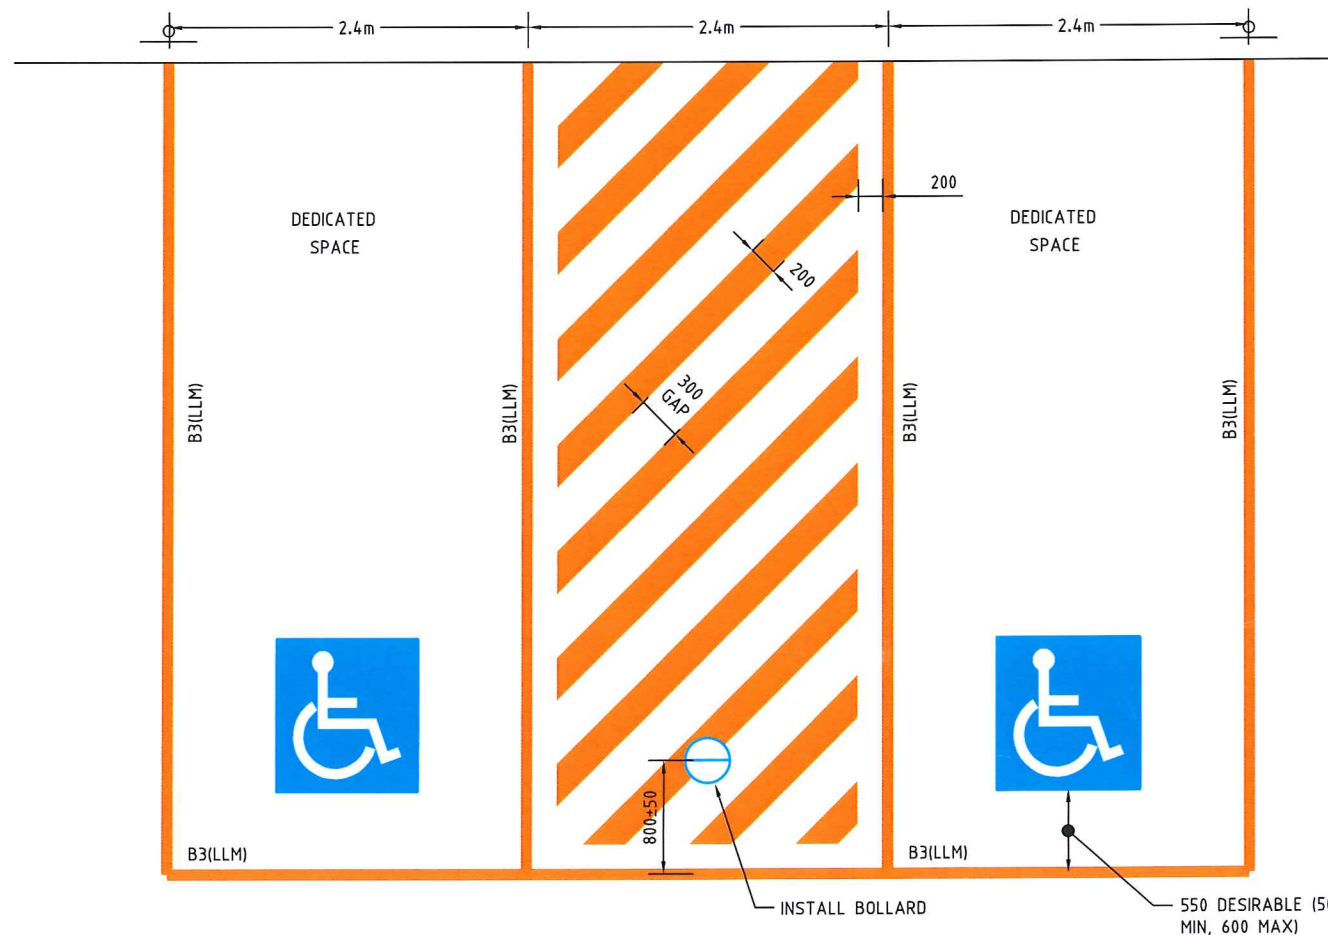 2.4m
2.4m
2.4m
200
DEDICATED
SPACE
DEDICATED
SPACE
200
300
GAP
B3(LLM)
B3(LLM)
B3(LLM)
B3(LLM)
800±50
B3(LLM)
B3(LLM)
INSTALL BOLLARD
550 DESIRABLE
MIN, 600 MAX)